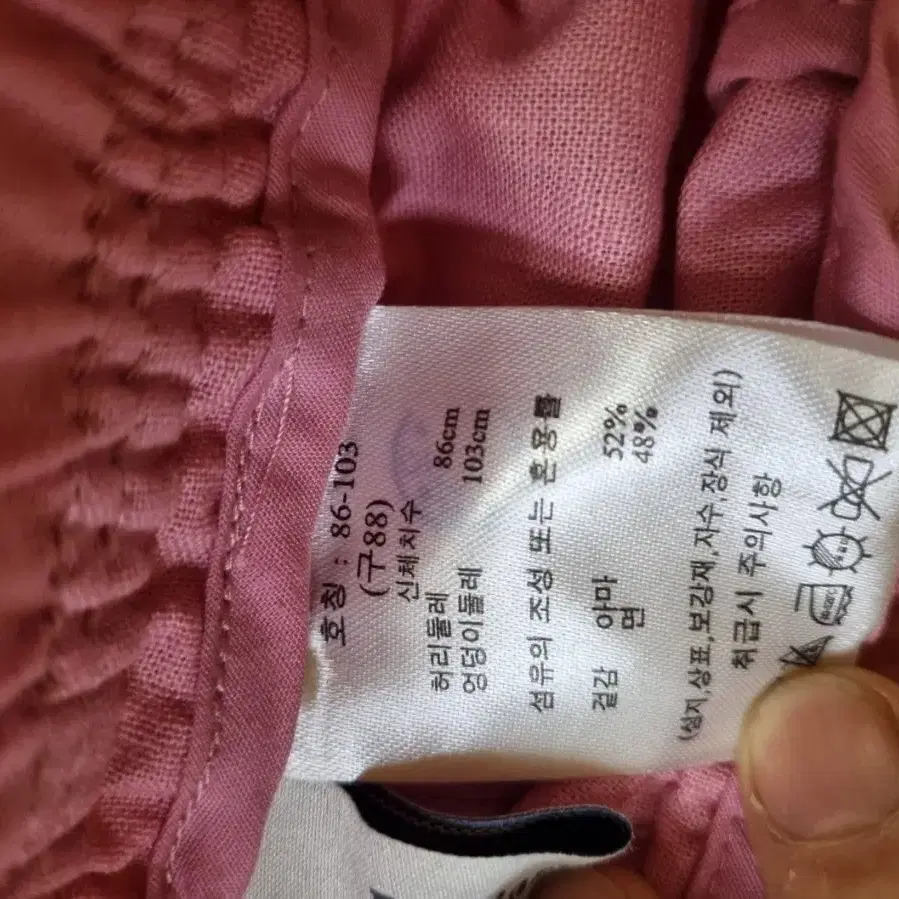 호칭 : 86-103
(구88)
신체치수
허리둘레 86cm
엉덩이둘레 103cm
섬유의 조성 또는 혼용률
겉감 아마 52%
면 48%
(심지,상표,보강재,자수,장식 제외)
취급시 주의사항